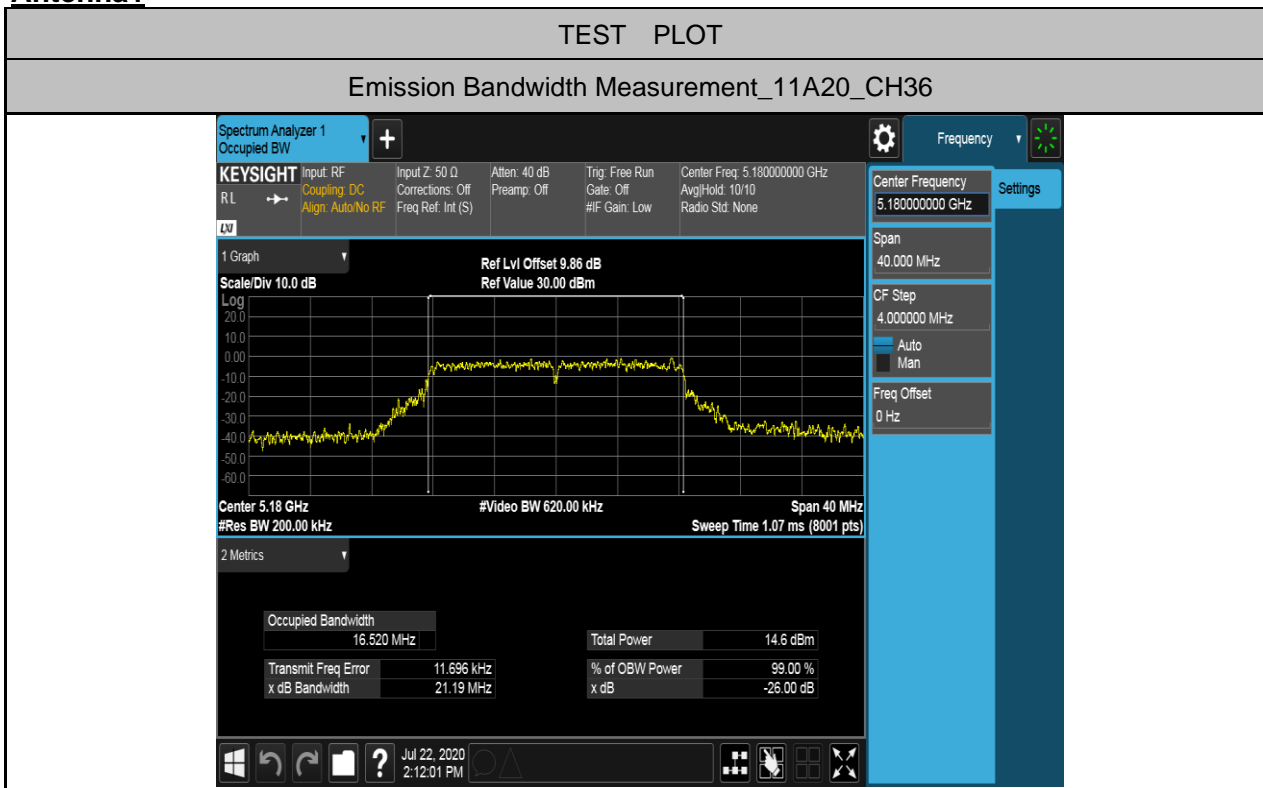 TEST PLOT
Emission Bandwidth Measurement_11A20_CH36
Spectrum Analyzer 1
Occupied BW
+
Frequency
KEYSIGHT
R L
LXI
Input: RF
Coupling: DC
Align: Auto/No RF
Input Z: 50 Ω
Corrections: Off
Freq Ref: Int (S)
Atten: 40 dB
Preamp: Off
Trig: Free Run
Gate: Off
#IF Gain: Low
Center Freq: 5.180000000 GHz
Avg|Hold: 10/10
Radio Std: None
Center Frequency
5.180000000 GHz
Settings
Span
40.000 MHz
CF Step
4.000000 MHz
Auto
Man
Freq Offset
0 Hz
1 Graph
Scale/Div 10.0 dB
Ref Lvl Offset 9.86 dB
Ref Value 30.00 dBm
Log
20.0
10.0
0.00
-10.0
-20.0
-30.0
-40.0
-50.0
-60.0
Center 5.18 GHz
#Video BW 620.00 kHz
Span 40 MHz
#Res BW 200.00 kHz
Sweep Time 1.07 ms (8001 pts)
2 Metrics
Occupied Bandwidth
16.520 MHz
Total Power 14.6 dBm
Transmit Freq Error 11.696 kHz
% of OBW Power 99.00 %
x dB Bandwidth 21.19 MHz
x dB -26.00 dB
?
Jul 22, 2020
2:12:01 PM